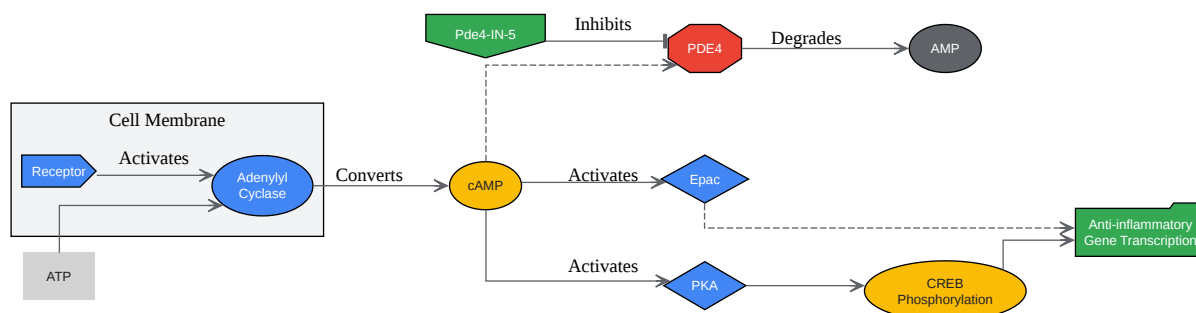 Pde4-IN-5
Inhibits
PDE4
Degrades
AMP
Cell Membrane
Receptor
Activates
Adenylyl
Cyclase
Converts
cAMP
Activates
Epac
Anti-inflammatory
Gene Transcription
ATP
Activates
PKA
CREB
Phosphorylation